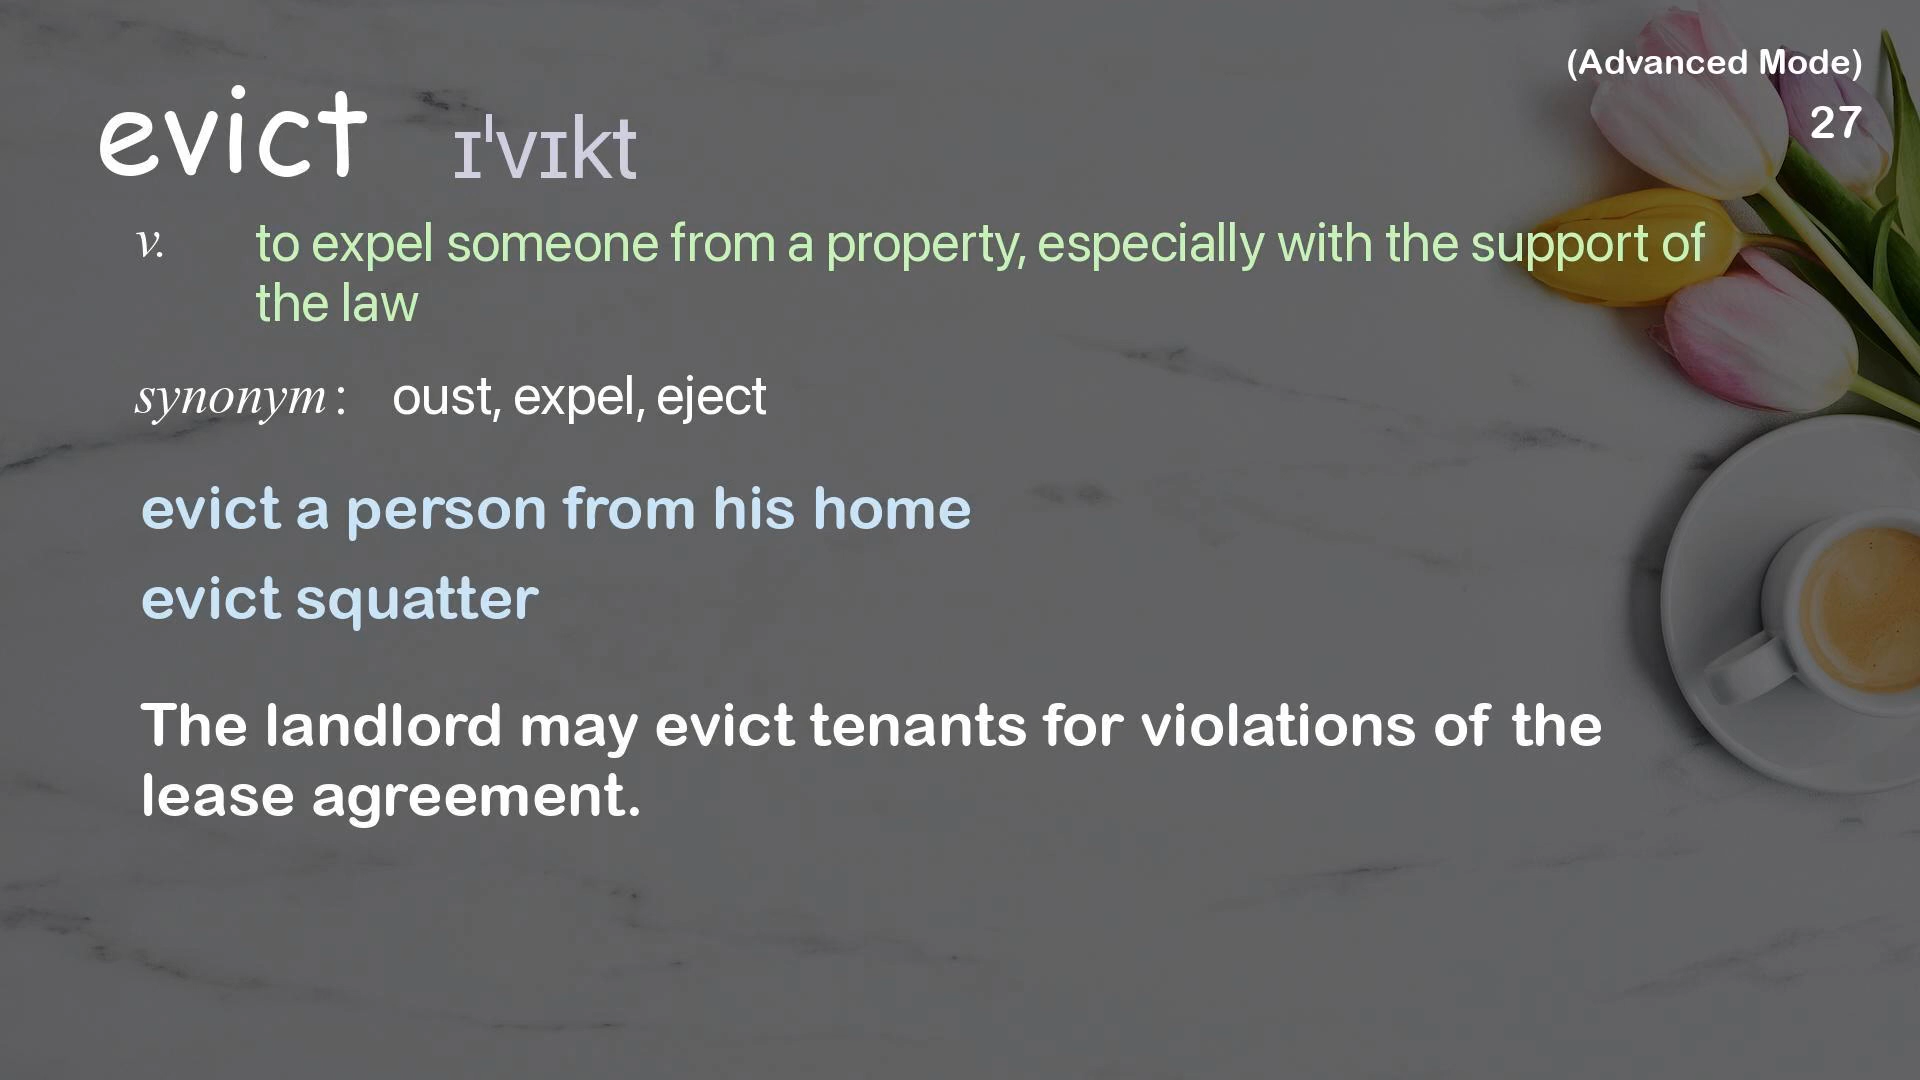 (Advanced Mode)
27
evict ɪˈvɪkt
v. to expel someone from a property, especially with the support of
the law
synonym: oust, expel, eject
evict a person from his home
evict squatter
The landlord may evict tenants for violations of the
lease agreement.